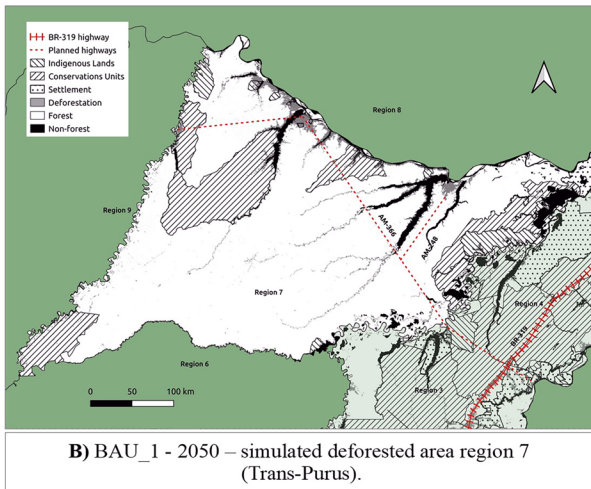 BR-319 highway
Planned highways
Indigenous Lands
Conservations Units
Settlement
Deforestation
Forest
Non-forest
Region 8
Region 9
AM-366
AM-248
Region 7
Region 4
BR-319
Region 6
Region 3
0 50 100 km
B) BAU_1 - 2050 – simulated deforested area region 7
(Trans-Purus).